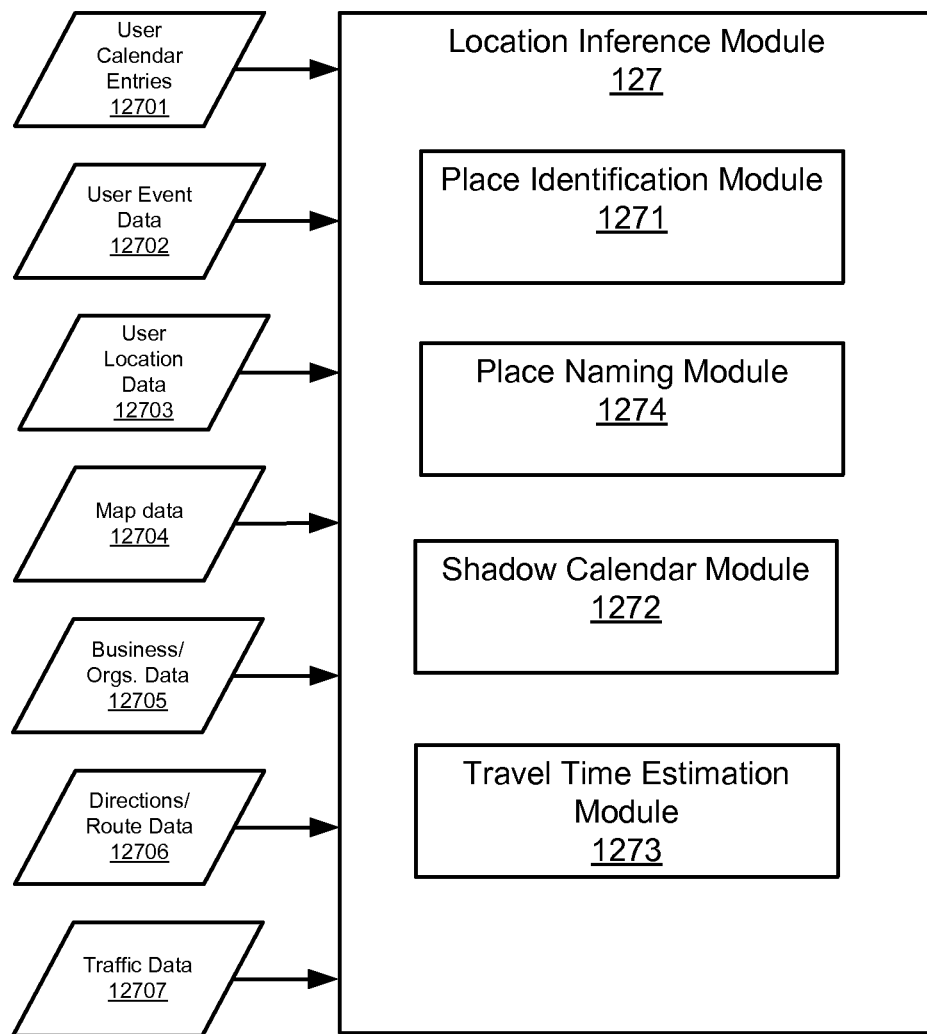 User
Calendar
Entries
12701
User Event
Data
12702
User
Location
Data
12703
Map data
12704
Business/
Orgs. Data
12705
Directions/
Route Data
12706
Traffic Data
12707
Location Inference Module
127
Place Identification Module
1271
Place Naming Module
1274
Shadow Calendar Module
1272
Travel Time Estimation
Module
1273